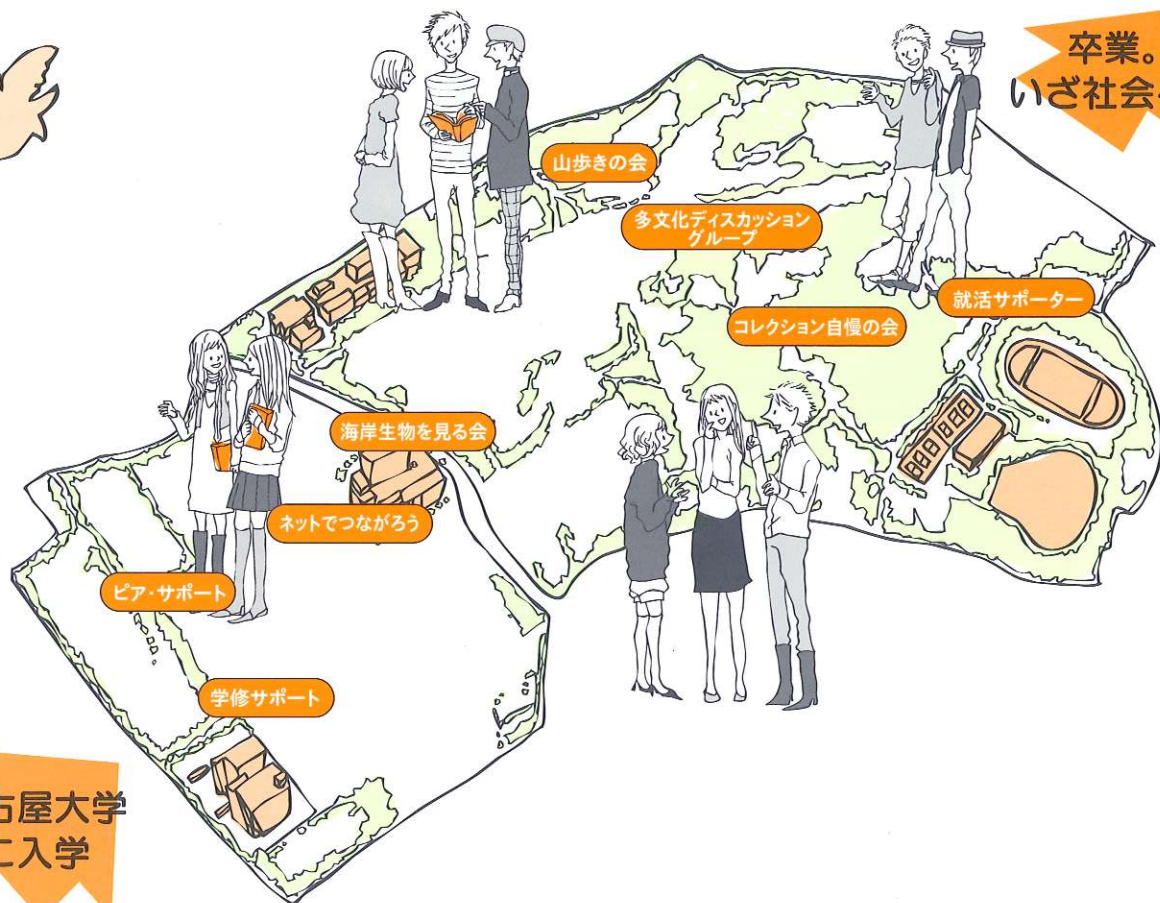 卒業。
いざ社会
山歩きの会
多文化ディスカッション
グループ
就活サポーター
コレクション自慢の会
海岸生物を見る会
ネットでつながろう
ピア・サポート
学修サポート
古屋大学
に入学